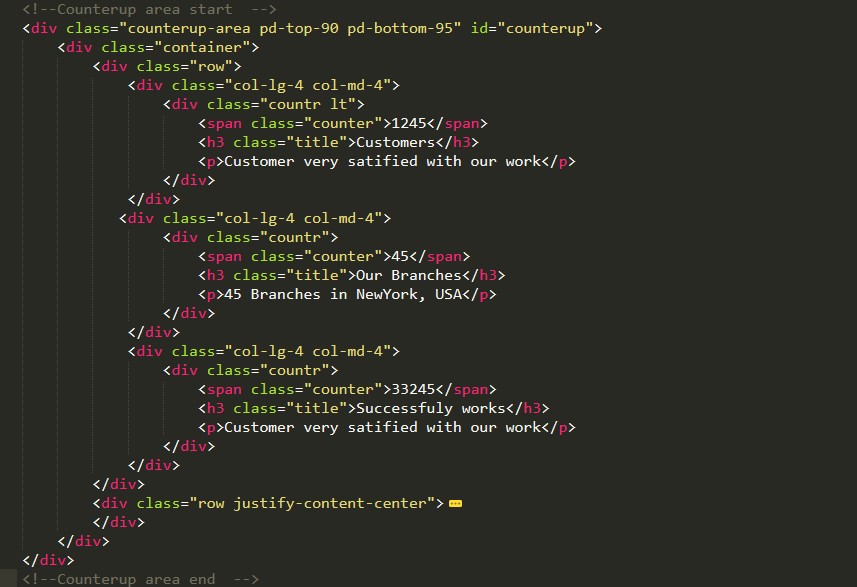 <!--Counterup area start  -->
<div class="counterup-area pd-top-90 pd-bottom-95" id="counterup">
    <div class="container">
        <div class="row">
            <div class="col-lg-4 col-md-4">
                <div class="countr lt">
                    <span class="counter">1245</span>
                    <h3 class="title">Customers</h3>
                    <p>Customer very satified with our work</p>
                </div>
            </div>
           <div class="col-lg-4 col-md-4">
                <div class="countr">
                    <span class="counter">45</span>
                    <h3 class="title">Our Branches</h3>
                    <p>45 Branches in NewYork, USA</p>
                </div>
            </div>
            <div class="col-lg-4 col-md-4">
                <div class="countr">
                    <span class="counter">33245</span>
                    <h3 class="title">Successfuly works</h3>
                    <p>Customer very satified with our work</p>
                </div>
            </div>
        </div>
        <div class="row justify-content-center">
        </div>
    </div>
</div>
<!--Counterup area end  -->